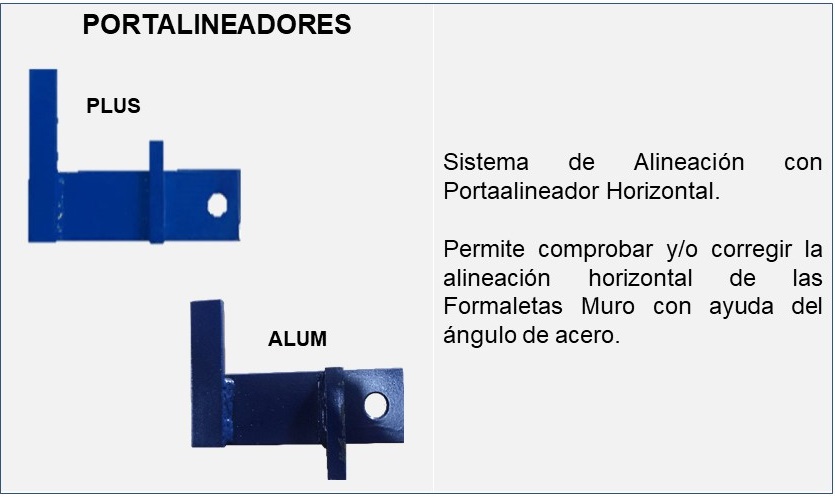 PORTALINEADORES
PLUS
ALUM
Sistema de Alineación con
Portaalineador Horizontal.
Permite comprobar y/o corregir la
alineación horizontal de las
Formaletas Muro con ayuda del
ángulo de acero.